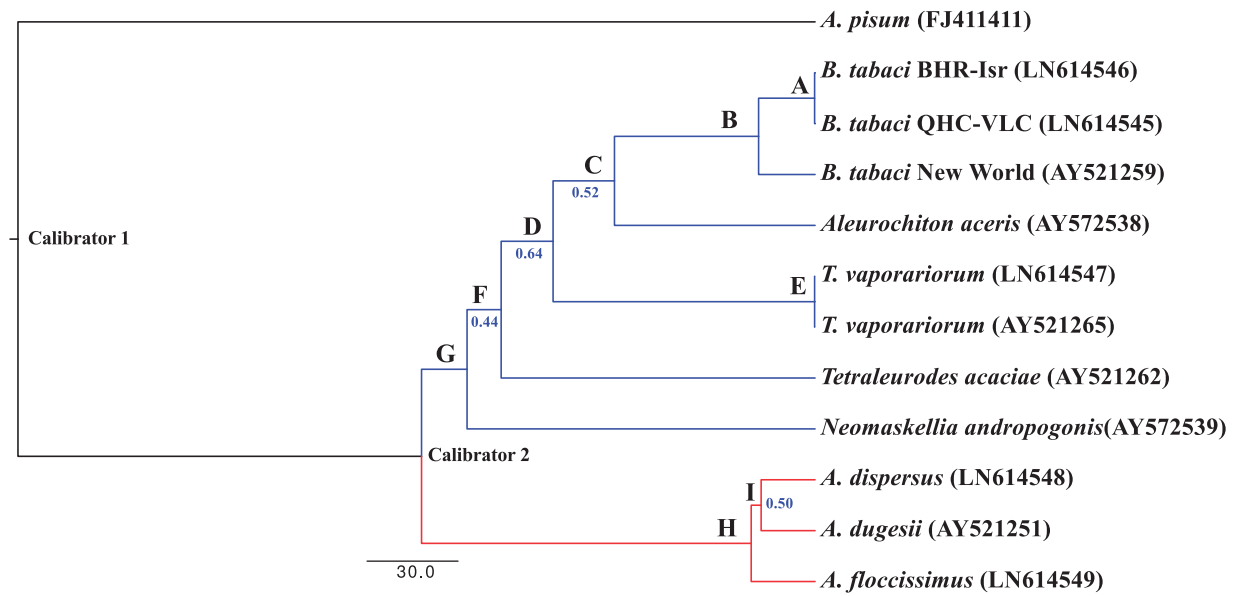 A. pisum (FJ411411)
B. tabaci BHR-Isr (LN614546)
A
B. tabaci QHC-VLC (LN614545)
B
B. tabaci New World (AY521259)
C
0.52
Aleurochiton aceris (AY572538)
D
Calibrator 1
0.64
T. vaporariorum (LN614547)
E
F
0.44
T. vaporariorum (AY521265)
G
Tetraleurodes acaciae (AY521262)
Neomaskellia andropogonis(AY572539)
Calibrator 2
A. dispersus (LN614548)
I
0.50
H
A. dugesii (AY521251)
30.0
A. floccissimus (LN614549)